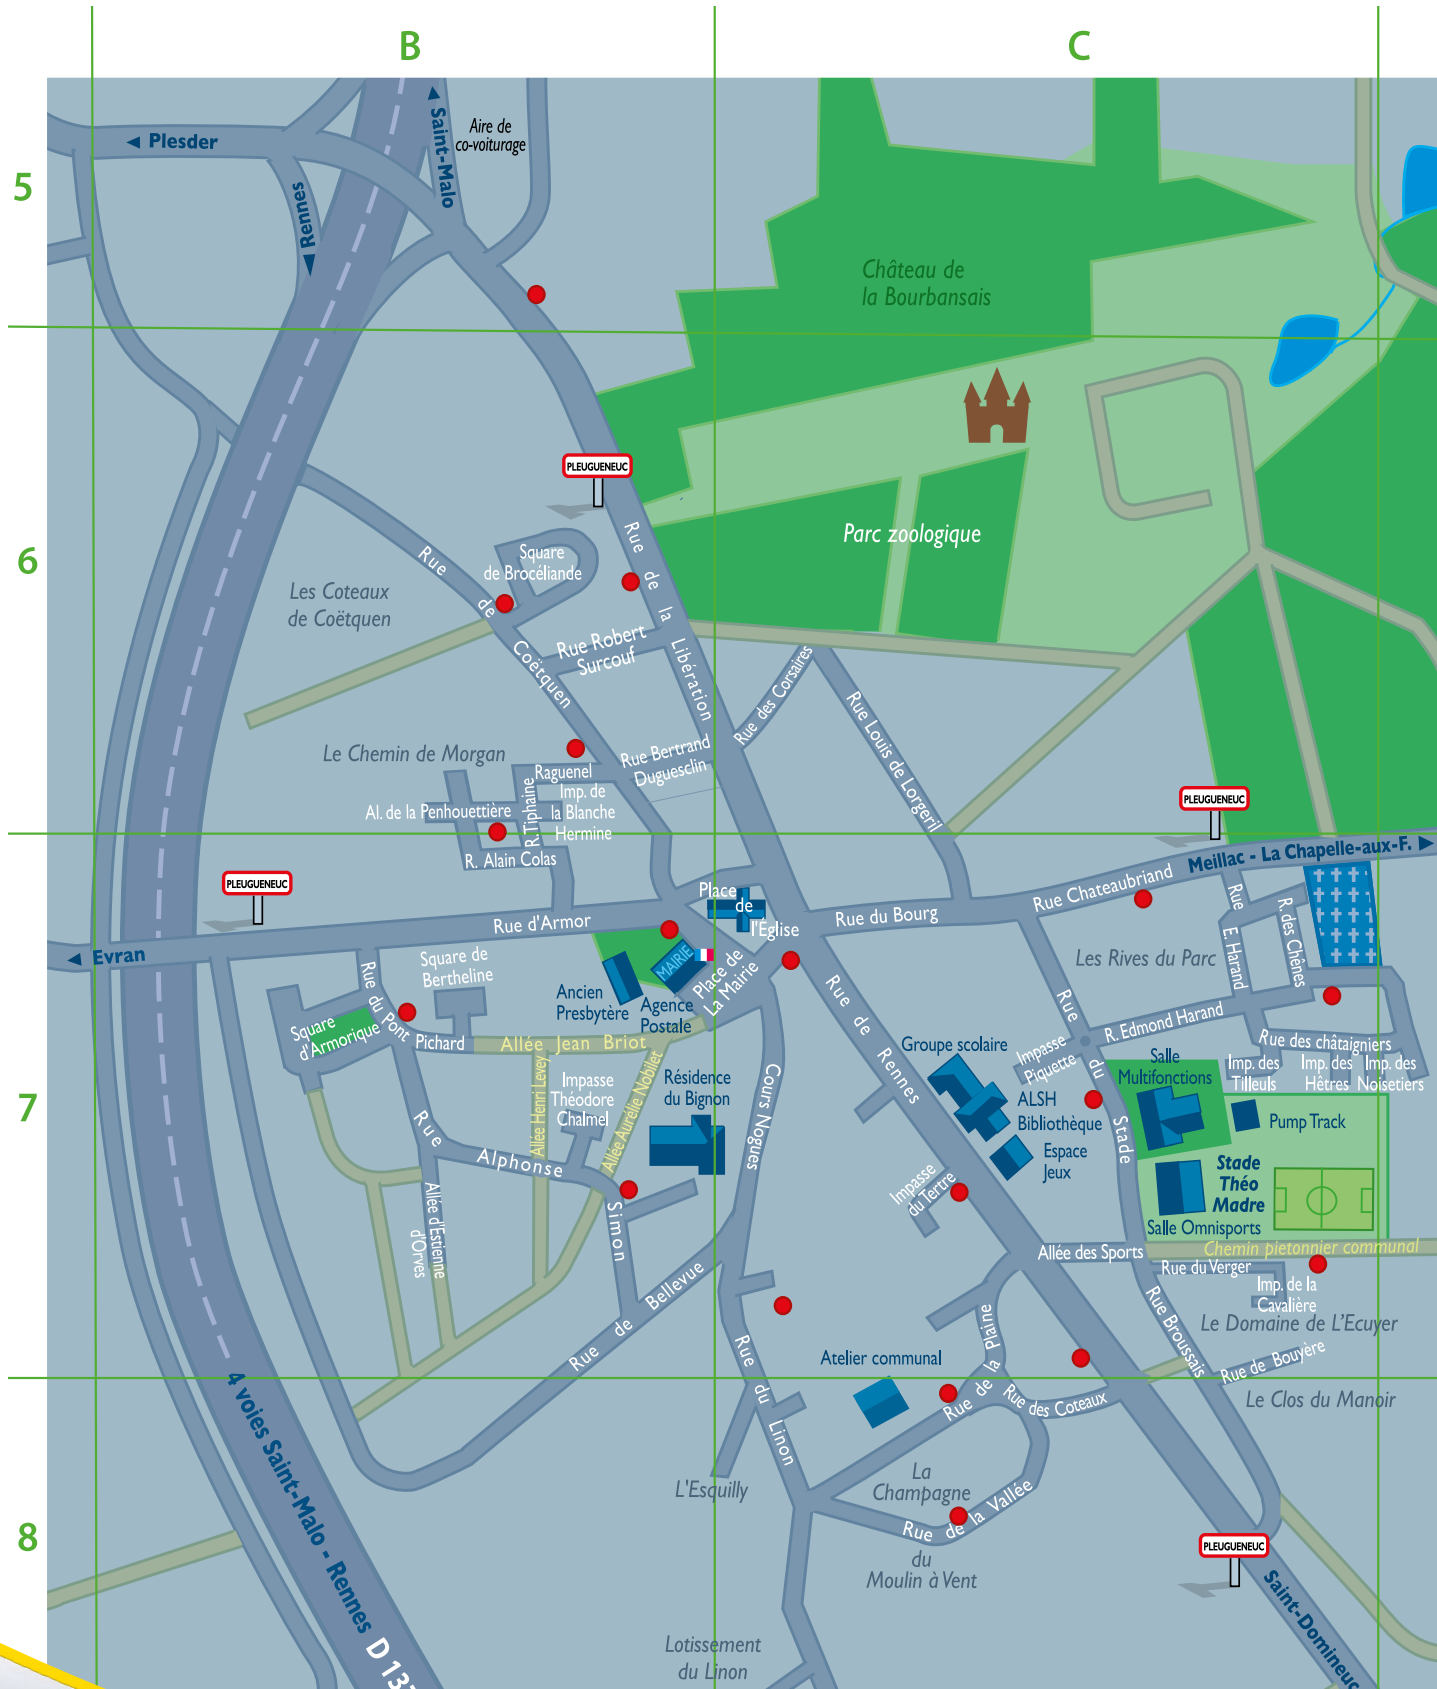 B
C
5
6
7
8
Plesder
Rennes
Saint-Malo
Aire de
co-voiturage
Château de
la Bourbansais
PLEUGUENEUC
Parc zoologique
Square
de Brocéliande
Rue de Coëtquen
Rue de la Libération
Les Coteaux
de Coëtquen
Rue Robert
Surcouf
Rue des Corsaires
Rue Louis de Lorgeril
Le Chemin de Morgan
Rue Bertrand
Duguesclin
Raguenel
R. Tiphaine
Imp. de
la Blanche
Hermine
Al. de la Penhouettière
R. Alain Colas
PLEUGUENEUC
PLEUGUENEUC
Meillac - La Chapelle-aux-F.
Rue Chateaubriand
Rue du Bourg
Place
de
l'Église
Rue d'Armor
Evran
MAIRIE
Place de
La Mairie
Ancien
Presbytère
Agence
Postale
Square de
Bertheline
Rue du Pont
Pichard
Square
d'Armorique
Allée Jean Briot
Allée Henri Levey
Impasse
Théodore
Chalmel
Allée Aurélie Nobilet
Résidence
du Bignon
Cours Nogues
Rue de Rennes
Groupe scolaire
ALSH
Bibliothèque
Espace
Jeux
Impasse
Piquette
Rue du Stade
Les Rives du Parc
Rue E. Harand
R. des Chênes
R. Edmond Harand
Rue des châtaigniers
Imp. des
Tilleuls
Imp. des
Hêtres
Imp. des
Noisetiers
Salle
Multifonctions
Pump Track
Stade
Théo
Madre
Salle Omnisports
Rue Alphonse Simon
Allée d'Estienne
d'Orves
Impasse
du Tertre
Allée des Sports
Chemin pietonnier communal
Rue du Verger
Imp. de la
Cavalière
Le Domaine de L'Ecuyer
Rue Broussais
Rue de Bouyère
Le Clos du Manoir
Rue de Bellevue
Rue du Linon
Atelier communal
Rue de la Plaine
Rue des Coteaux
L'Esquilly
La
Champagne
Rue de la Vallée
du
Moulin à Vent
PLEUGUENEUC
Saint-Domineuc
Lotissement
du Linon
4 voies Saint-Malo - Rennes D 137